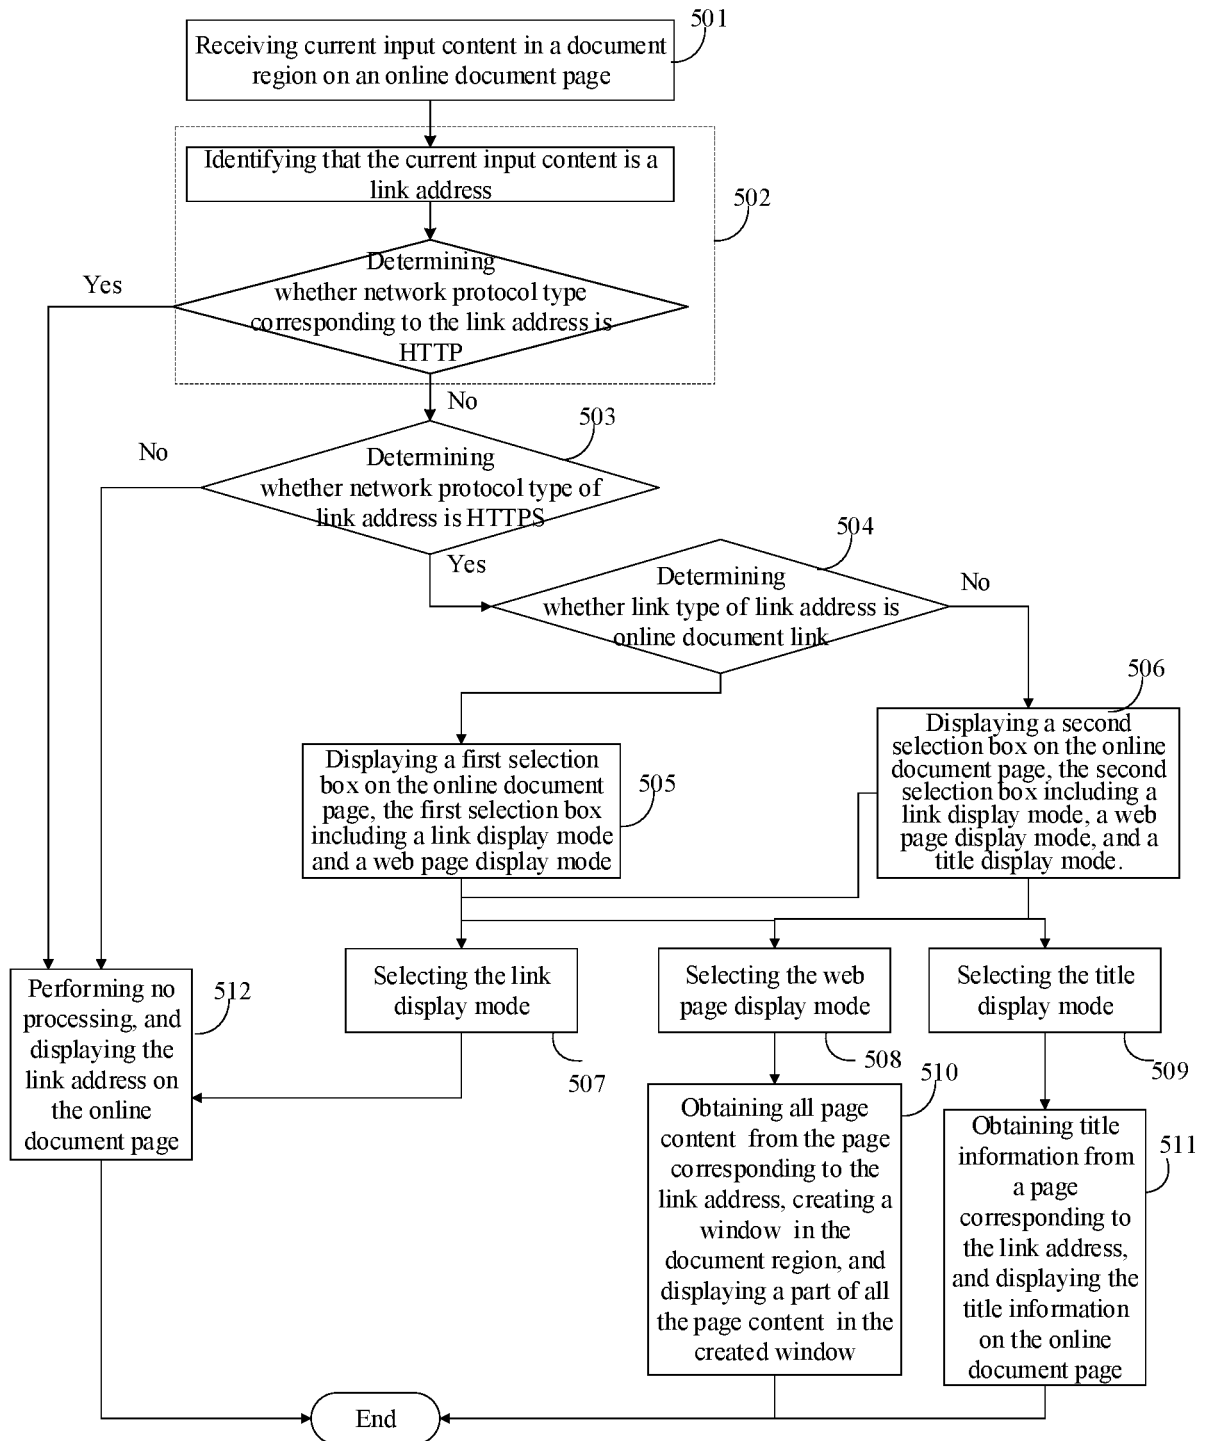 501
Receiving current input content in a document
region on an online document page
Identifying that the current input content is a
link address
502
Determining
whether network protocol type
corresponding to the link address is
HTTP
Yes
No
503
Determining
whether network protocol type of
link address is HTTPS
No
Yes
504
Determining
whether link type of link address is
online document link
No
506
Displaying a second
selection box on the online
document page, the second
selection box including a
link display mode, a web
page display mode, and a
title display mode.
Displaying a first selection
box on the online document
page, the first selection box
including a link display mode
and a web page display mode
505
Performing no
processing, and
displaying the
link address on
the online
document page
512
Selecting the link
display mode
507
Selecting the web
page display mode
508
Selecting the title
display mode
509
510
Obtaining all page
content from the page
corresponding to the
link address, creating a
window in the
document region, and
displaying a part of all
the page content in the
created window
511
Obtaining title
information from
a page
corresponding to
the link address,
and displaying the
title information
on the online
document page
End